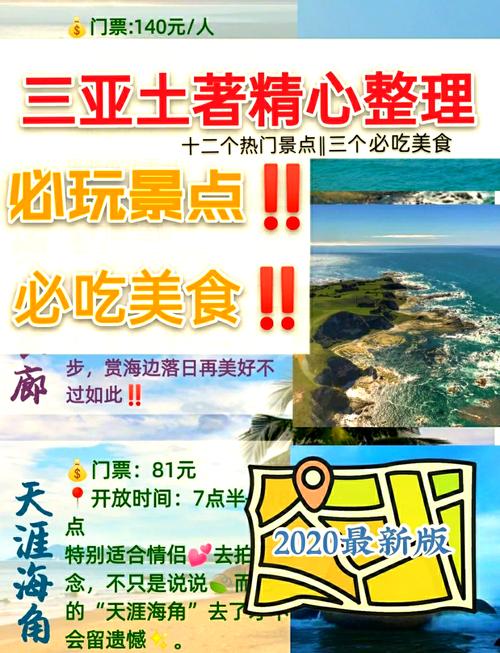 💰门票:140元/人
三亚土著精心整理
十二个热门景点‖三个必吃美食
必玩景点‼️
必吃美食‼️
廊
步，赏海边落日再美好不
过如此‼️
天涯海角
💰门票：81元
📍开放时间：7点半
点
特别适合情侣💕去拍
念，不只是说说🍃而
的“天涯海角”去了
会留遗憾✨。
2020最新版